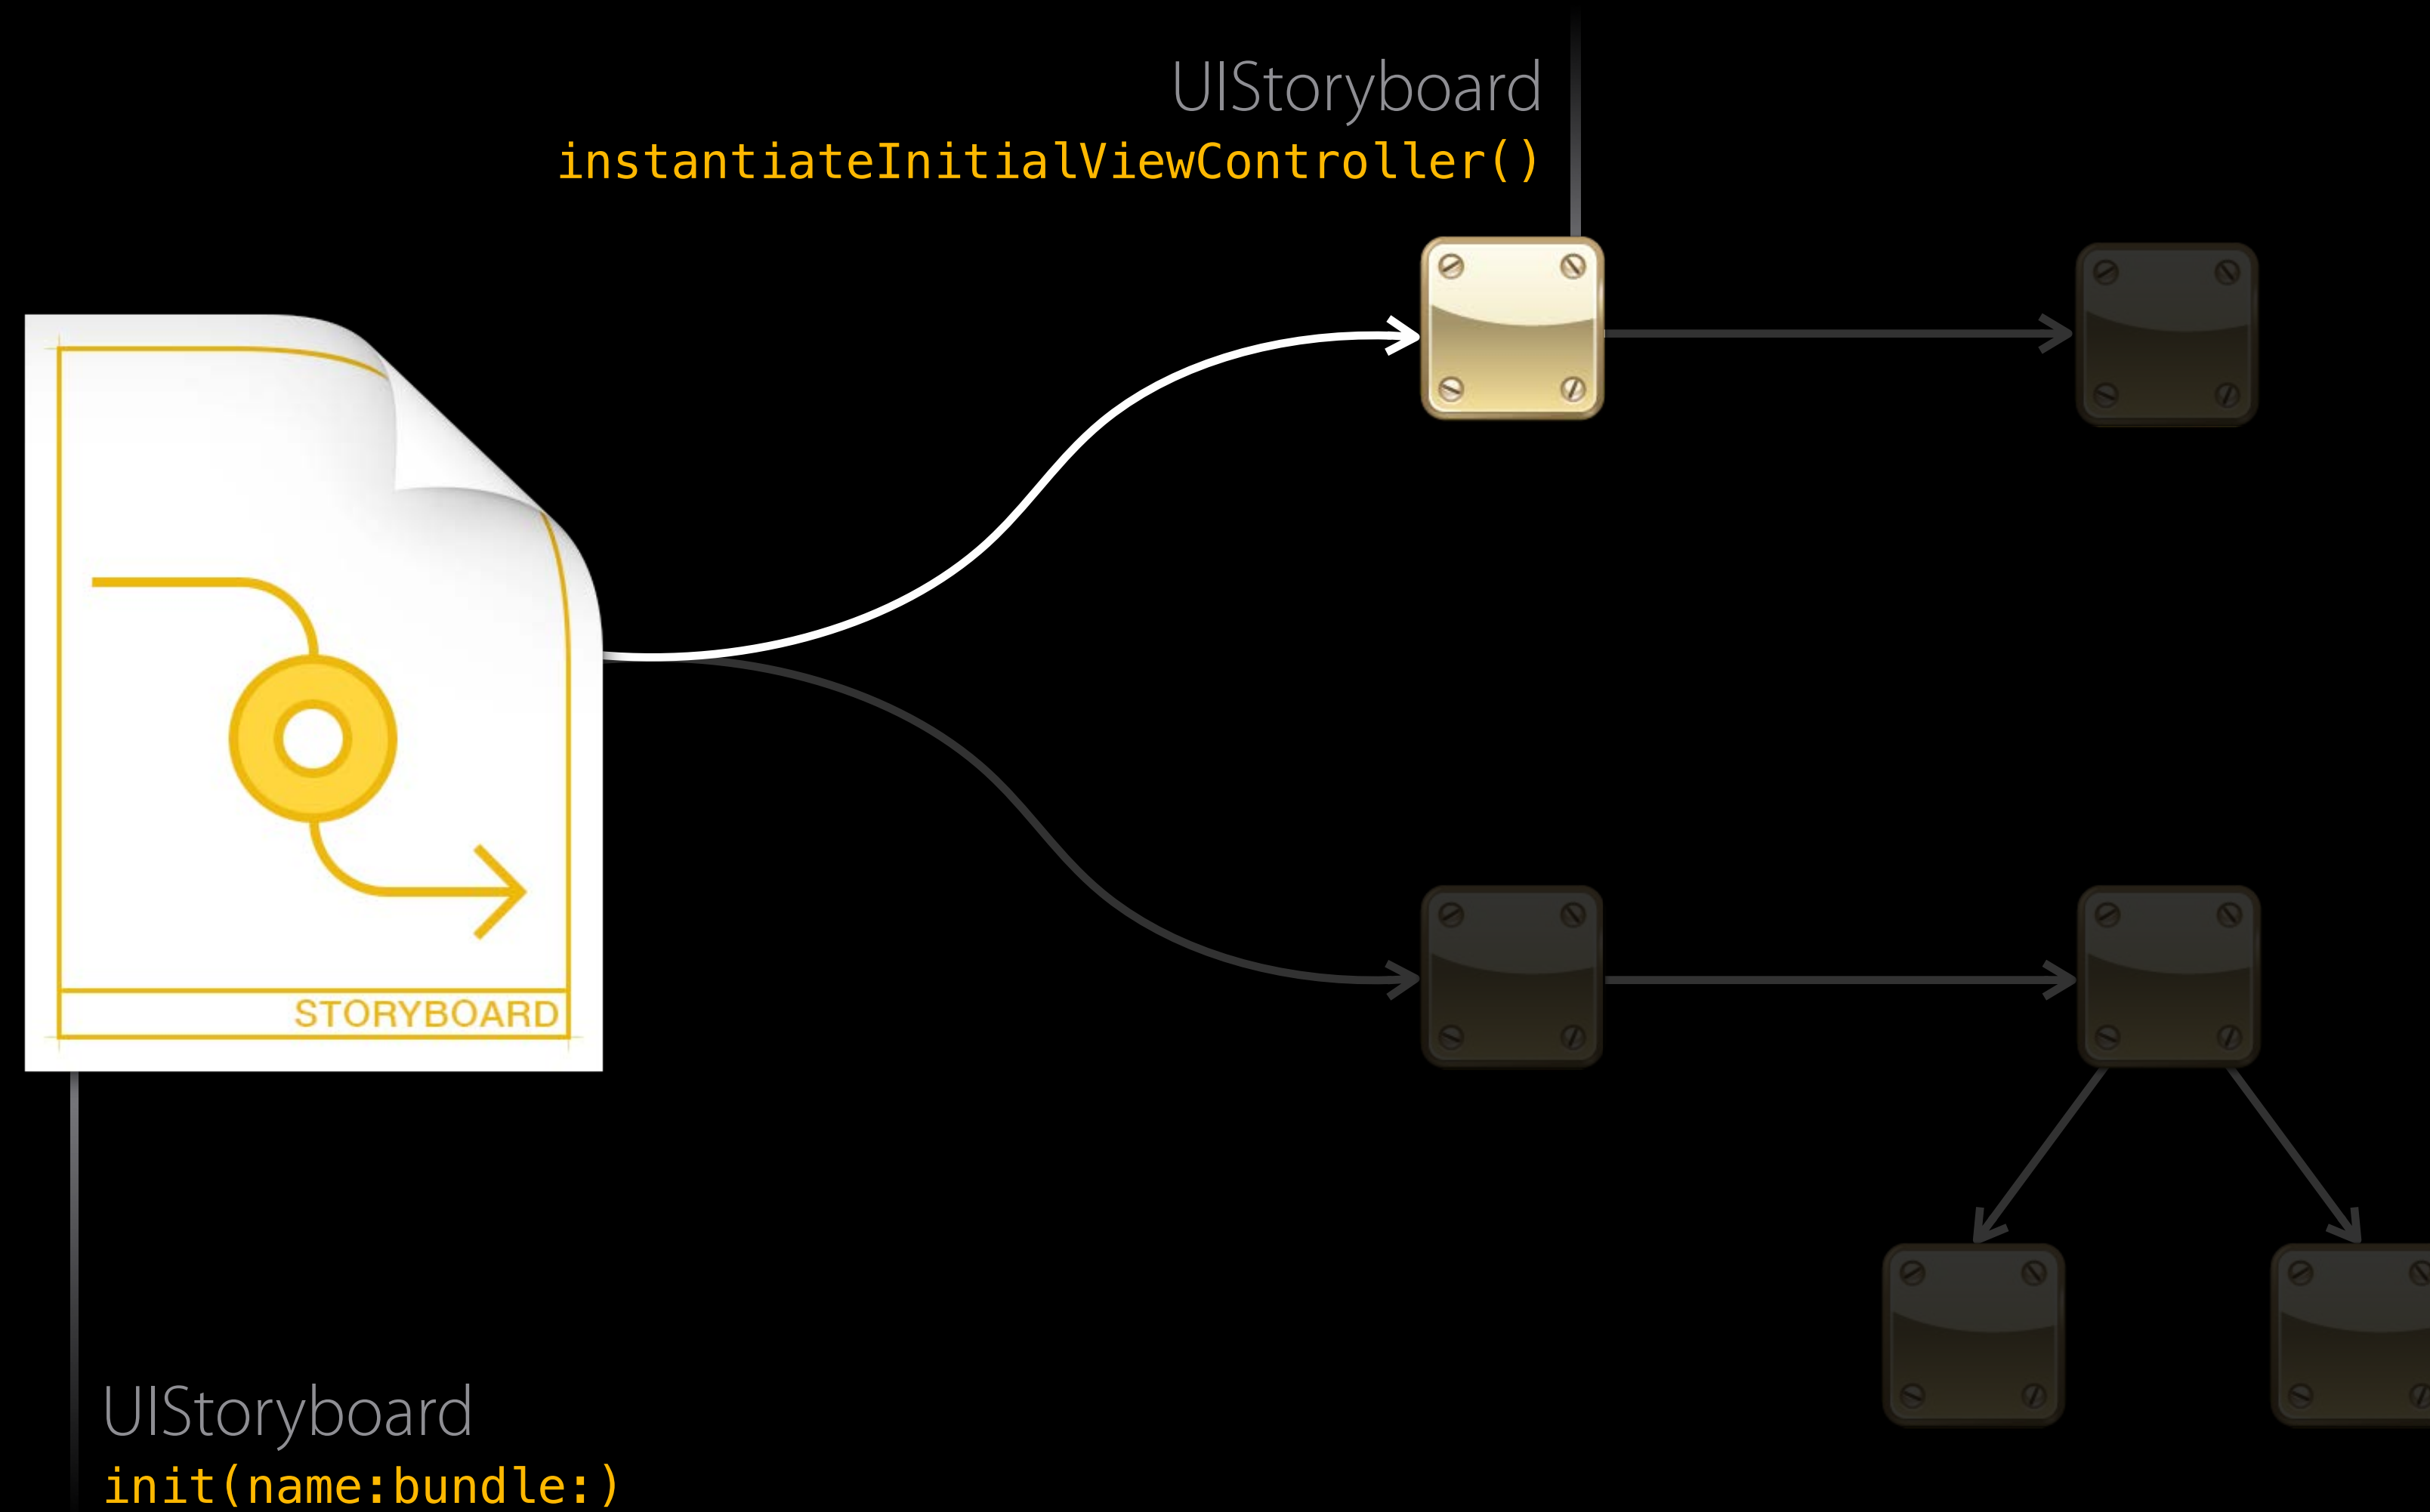 UIStoryboard
instantiateInitialViewController()
STORYBOARD
UIStoryboard
init(name:bundle:)